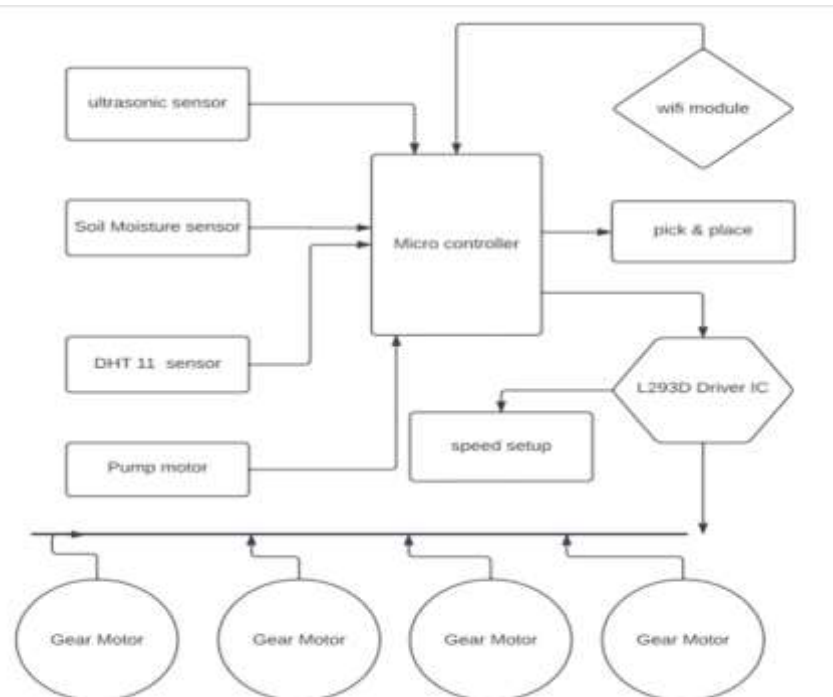 ultrasonic sensor
wifi module
Soil Moisture sensor
Micro controller
pick & place
DHT 11 sensor
L293D Driver IC
speed setup
Pump motor
Gear Motor
Gear Motor
Gear Motor
Gear Motor